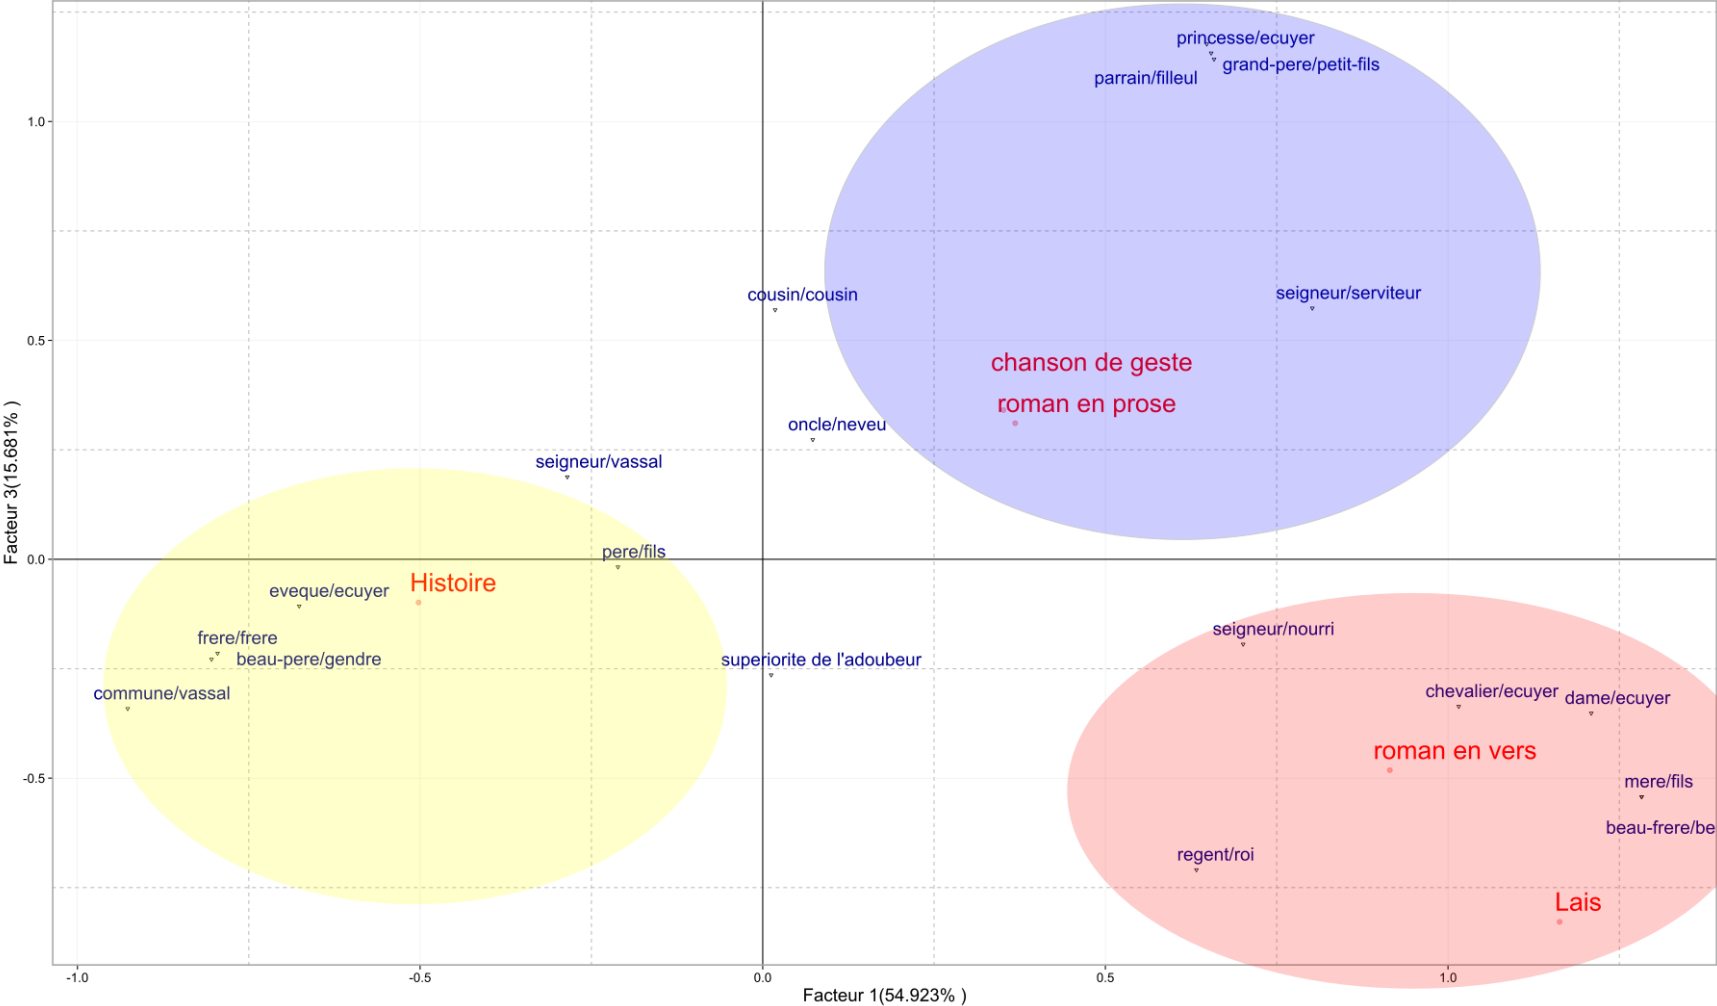 princesse/ecuyer
grand-pere/petit-fils
parrain/filleul
1.0
cousin/cousin
seigneur/serviteur
0.5
chanson de geste
roman en prose
oncle/neveu
seigneur/vassal
Facteur 3(15.681% )
pere/fils
0.0
Histoire
eveque/ecuyer
frere/frere
beau-pere/gendre
commune/vassal
superiorite de l'adoubeur
seigneur/nourri
chevalier/ecuyer
dame/ecuyer
roman en vers
-0.5
mere/fils
beau-frere/be
regent/roi
Lais
-1.0 -0.5 0.0 0.5 1.0
Facteur 1(54.923% )